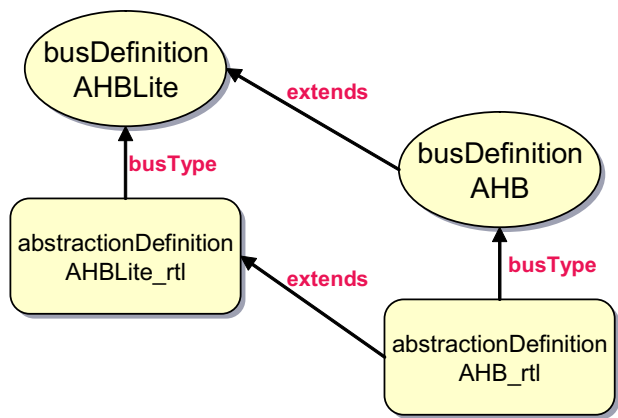 busDefinition
AHBLite
extends
busDefinition
AHB
busType
abstractionDefinition
AHBLite_rtl
extends
busType
abstractionDefinition
AHB_rtl